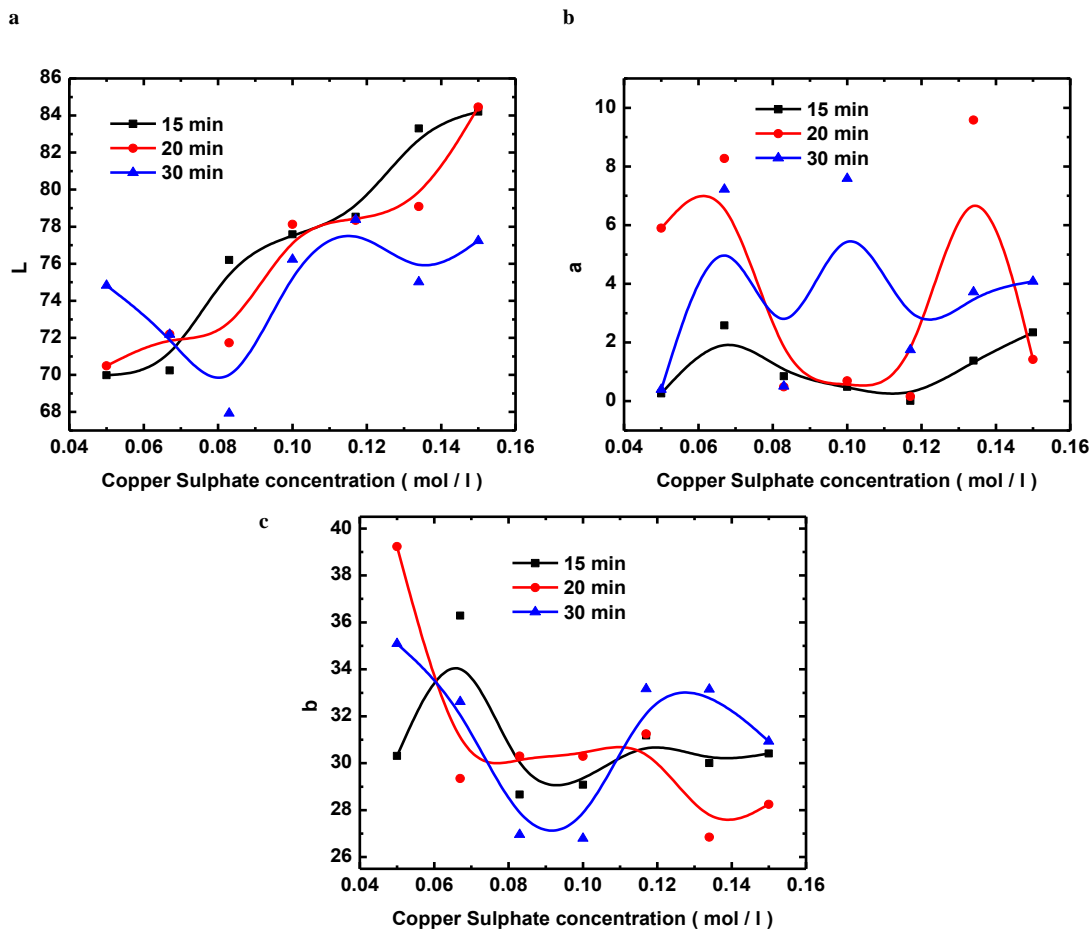 a
86
84
82
80
78
76
74
72
70
68
L
15 min
20 min
30 min
0.04 0.06 0.08 0.10 0.12 0.14 0.16
Copper Sulphate concentration ( mol / l )
b
10
8
6
4
2
0
a
15 min
20 min
30 min
0.04 0.06 0.08 0.10 0.12 0.14 0.16
Copper Sulphate concentration ( mol / l )
c
40
38
36
34
32
30
28
26
b
15 min
20 min
30 min
0.04 0.06 0.08 0.10 0.12 0.14 0.16
Copper Sulphate concentration ( mol / l )